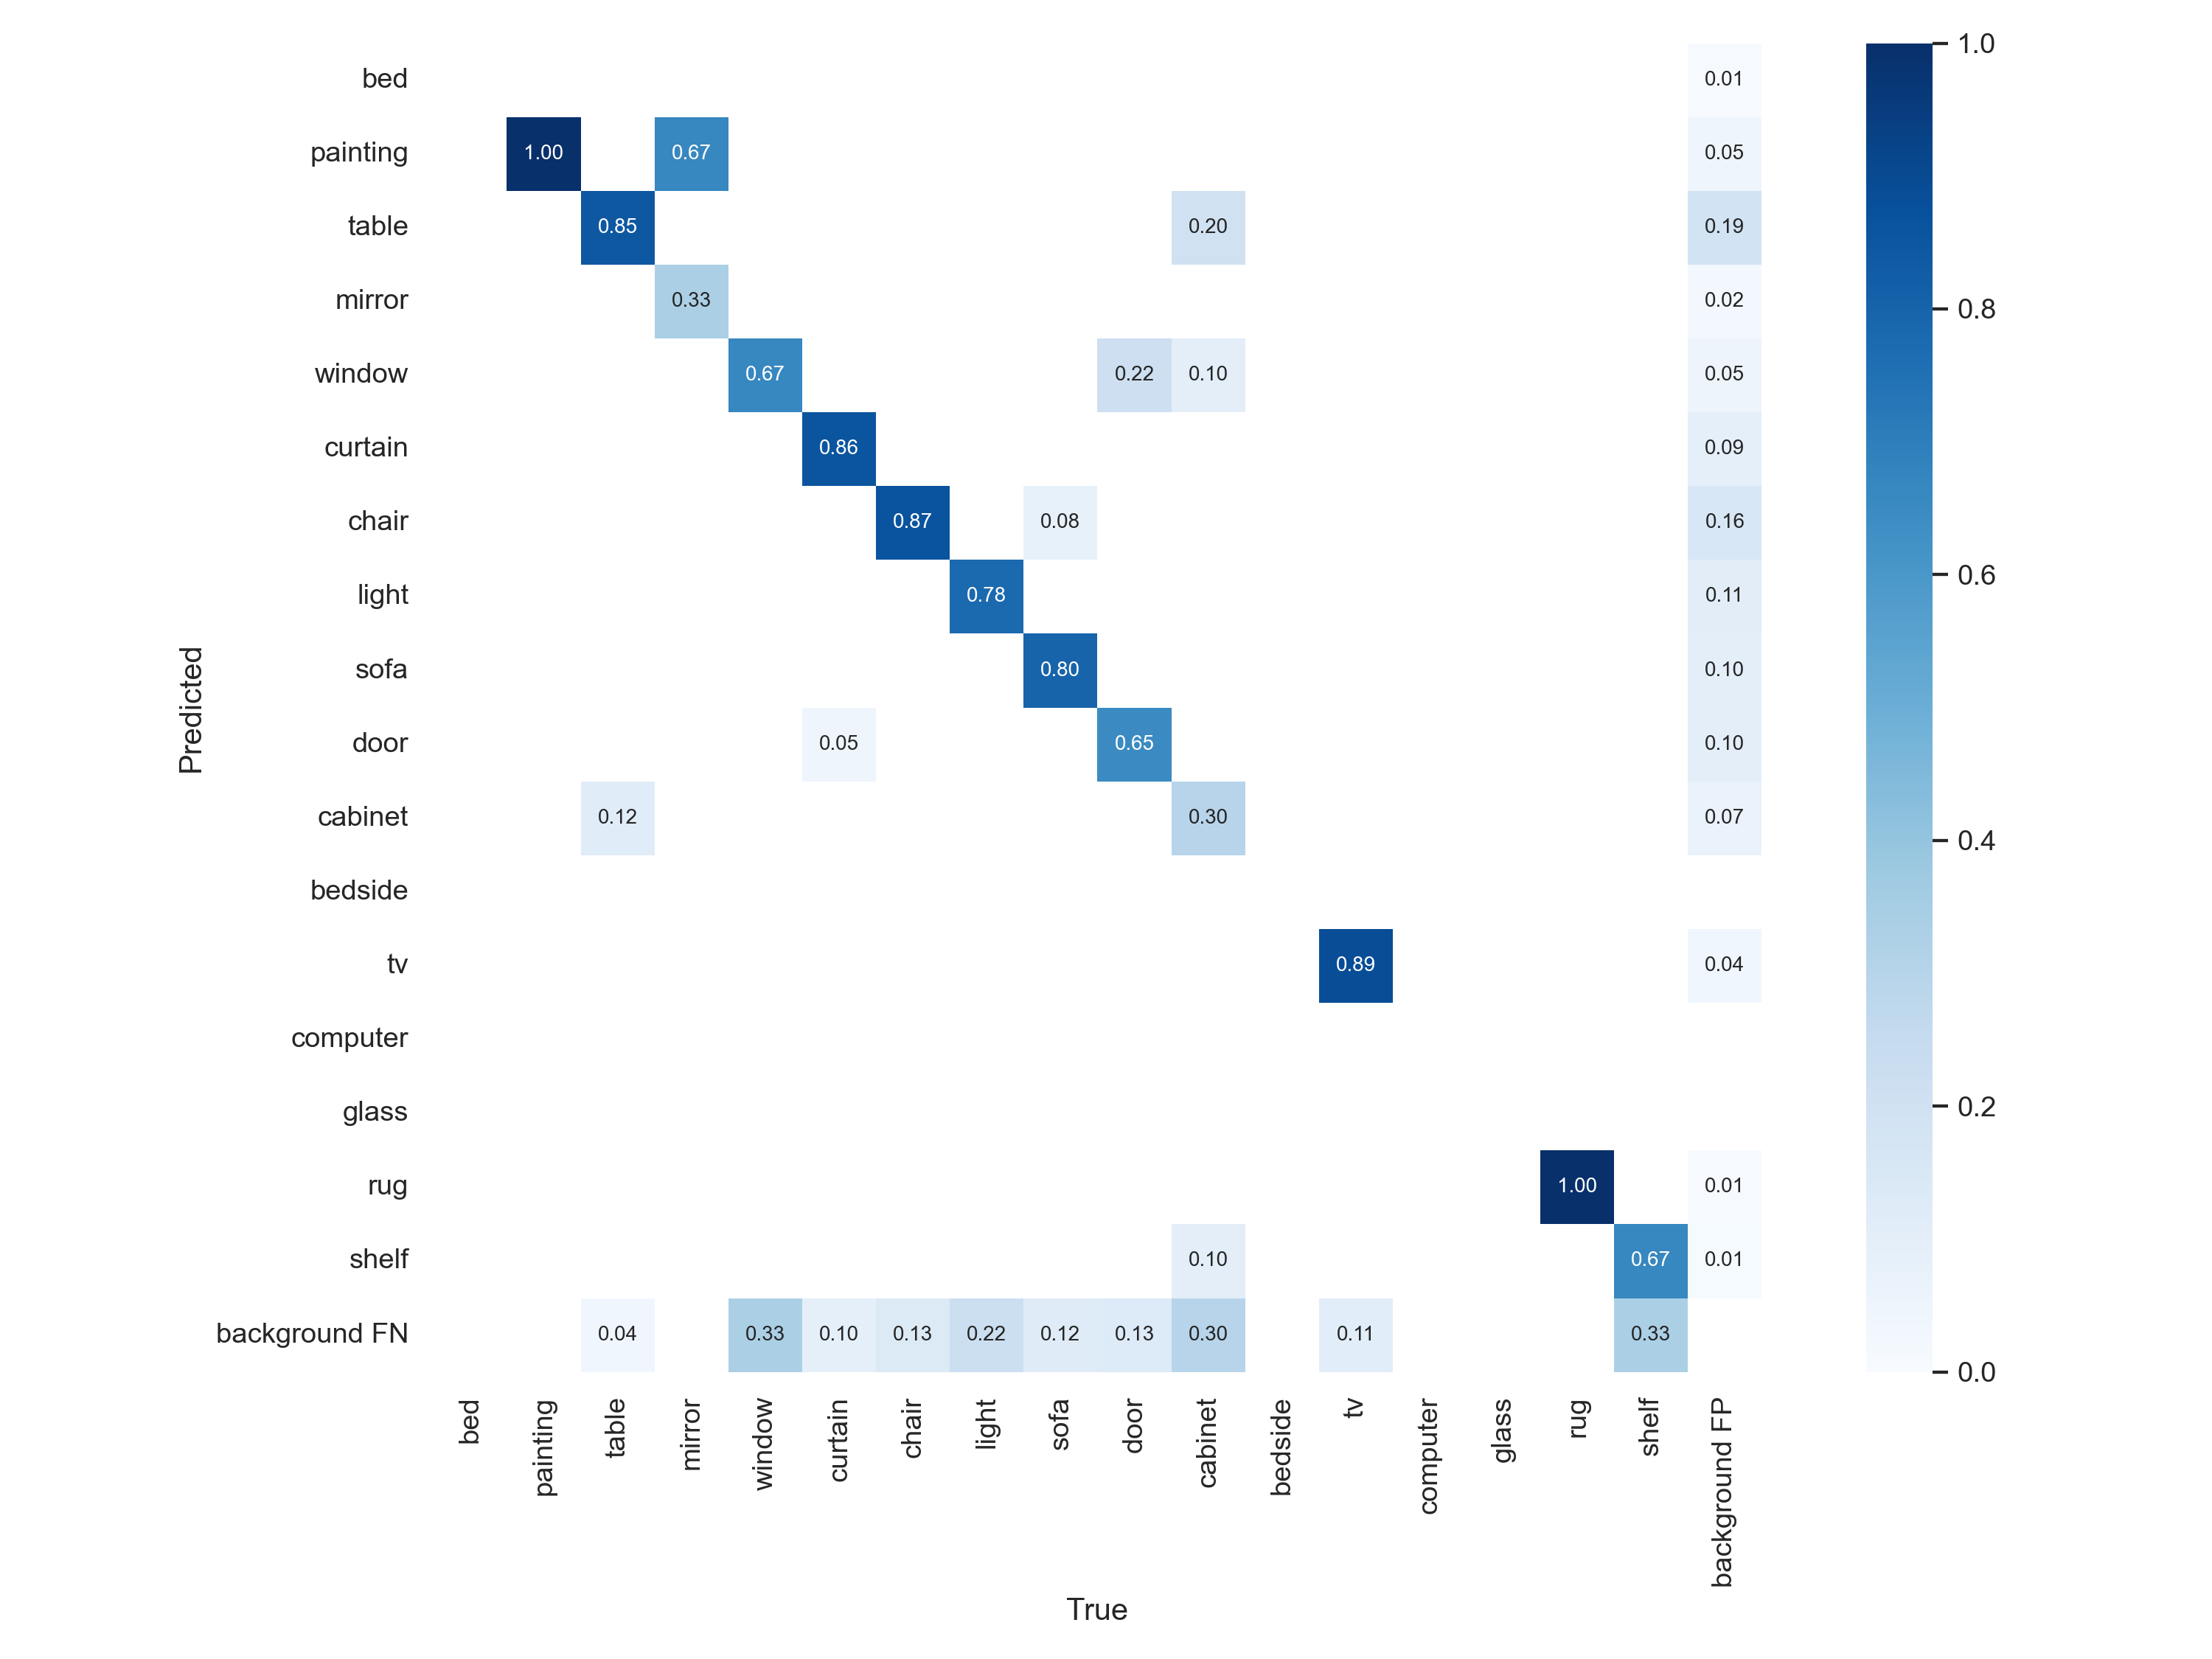 bed 0.01
painting 1.00 0.67 0.05
table 0.85 0.20 0.19
mirror 0.33 0.02
window 0.67 0.22 0.10 0.05
curtain 0.86 0.09
chair 0.87 0.08 0.16
light 0.78 0.11
sofa 0.80 0.10
door 0.05 0.65 0.10
cabinet 0.12 0.30 0.07
bedside
tv 0.89 0.04
computer
glass
rug 1.00 0.01
shelf 0.10 0.67 0.01
background FN 0.04 0.33 0.10 0.13 0.22 0.12 0.13 0.30 0.11 0.33
Predicted
bed
painting
table
mirror
window
curtain
chair
light
sofa
door
cabinet
bedside
tv
computer
glass
rug
shelf
background FP
True
1.0
0.8
0.6
0.4
0.2
0.0